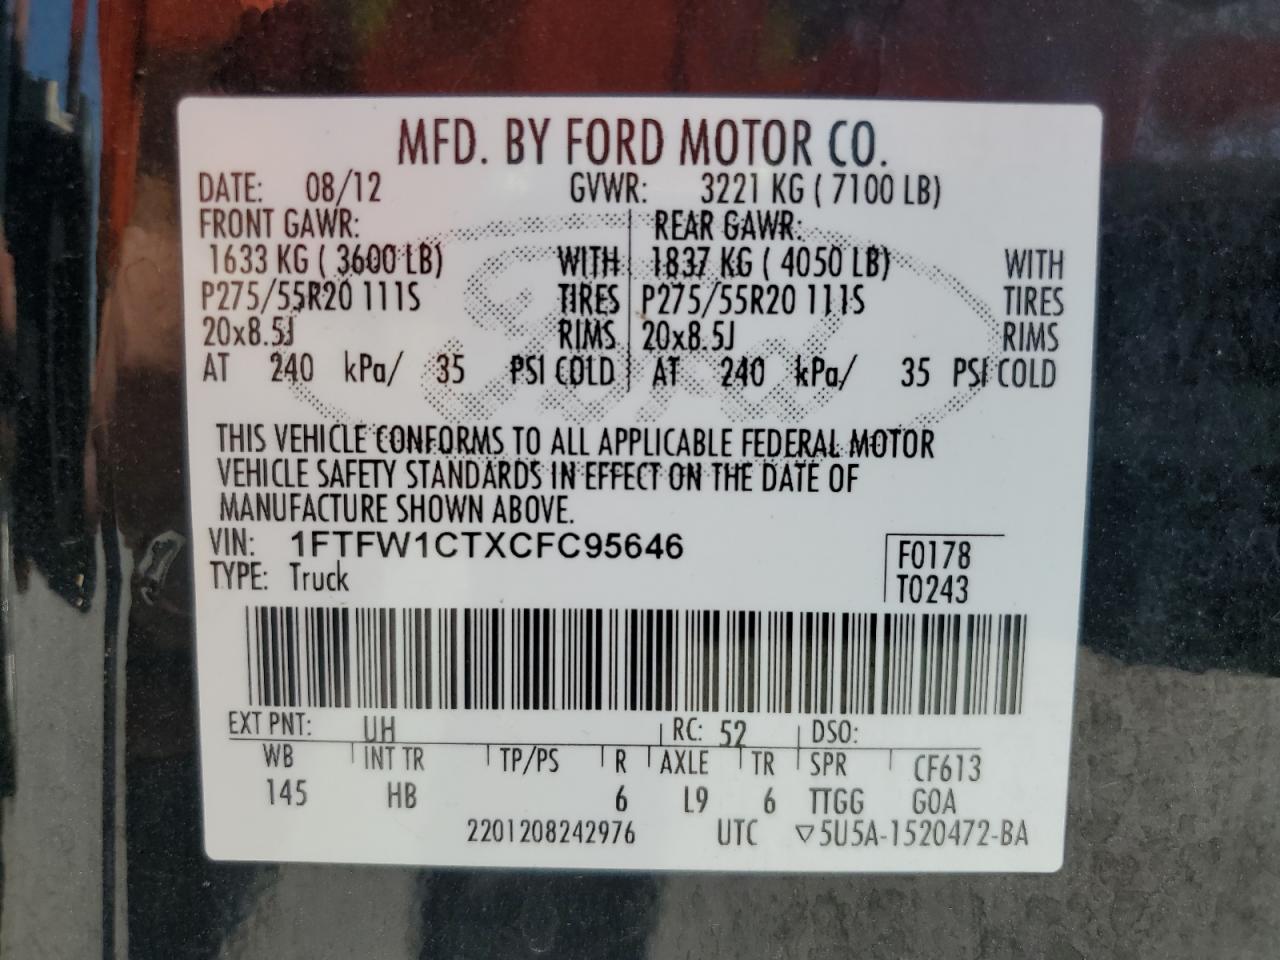 MFD. BY FORD MOTOR CO.
DATE: 08/12 GVWR: 3221 KG ( 7100 LB)
FRONT GAWR: REAR GAWR:
1633 KG ( 3600 LB) WITH 1837 KG ( 4050 LB) WITH
P275/55R20 111S TIRES P275/55R20 111S TIRES
20x8.5J RIMS 20x8.5J RIMS
AT 240 kPa/ 35 PSI COLD AT 240 kPa/ 35 PSI COLD
Ford
THIS VEHICLE CONFORMS TO ALL APPLICABLE FEDERAL MOTOR
VEHICLE SAFETY STANDARDS IN EFFECT ON THE DATE OF
MANUFACTURE SHOWN ABOVE.
VIN: 1FTFW1CTXCFC95646 F0178
TYPE: Truck T0243
EXT PNT: UH RC: 52 DSO:
WB INT TR TP/PS R AXLE TR SPR CF613
145 HB 6 L9 6 TTGG GOA
2201208242976 UTC ▽5U5A-1520472-BA